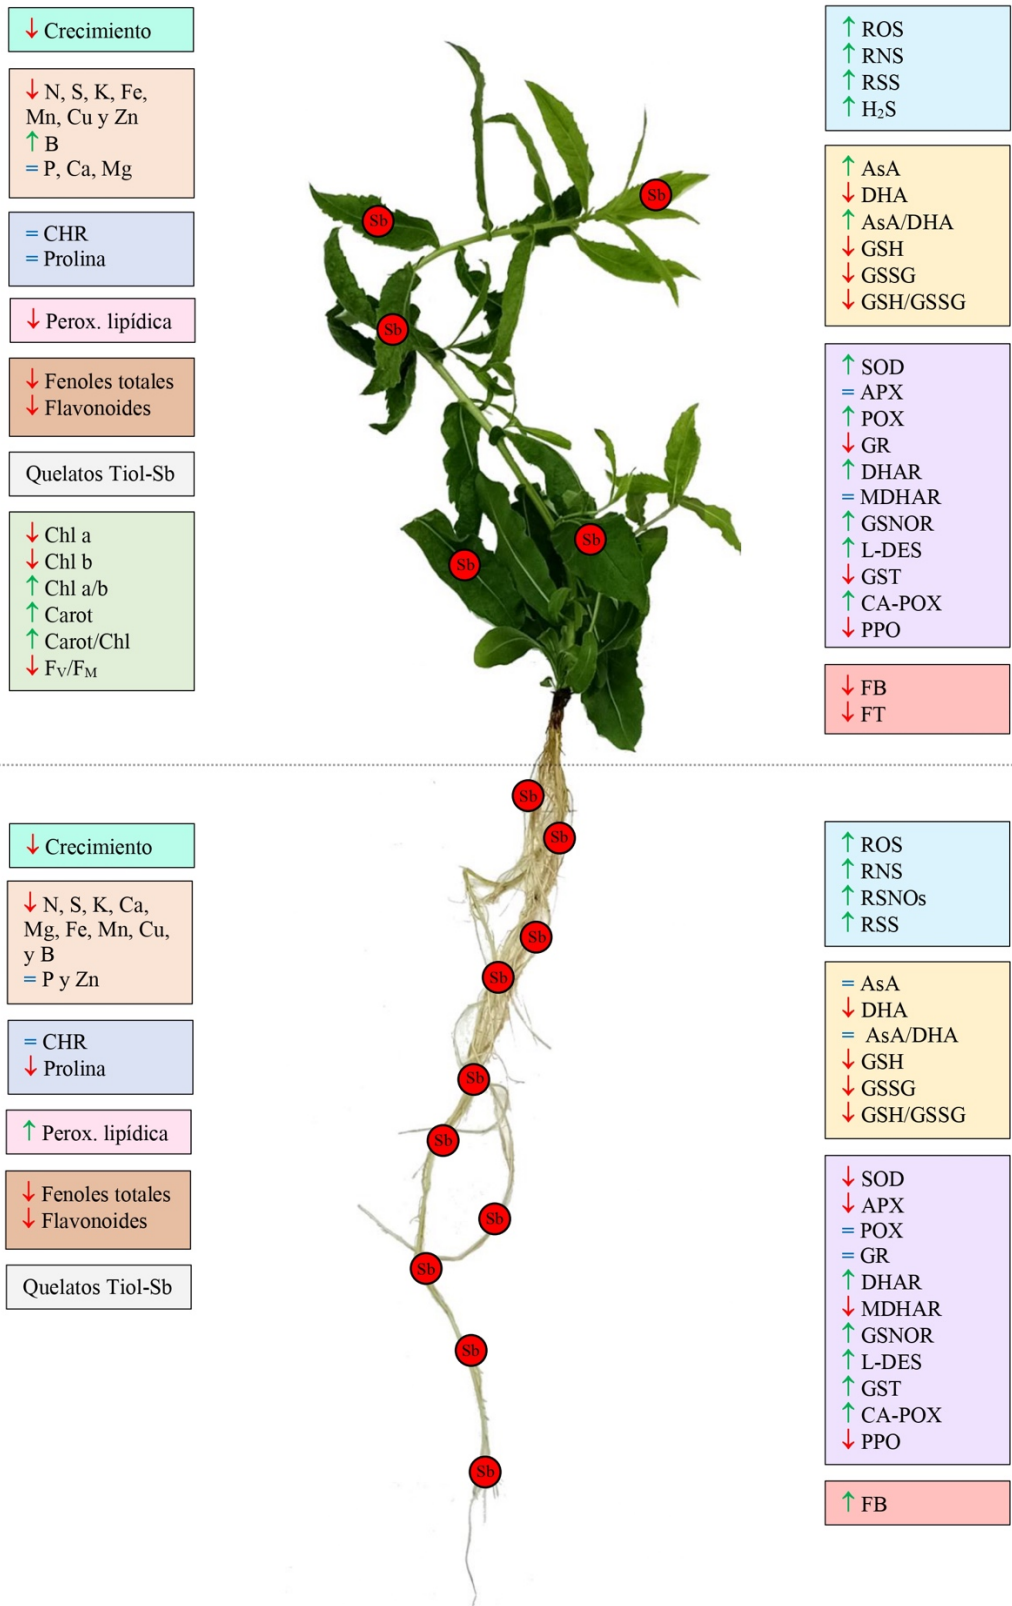 ↓ Crecimiento
↓ N, S, K, Fe,
Mn, Cu y Zn
↑ B
= P, Ca, Mg
= CHR
= Prolina
↓ Perox. lipídica
↓ Fenoles totales
↓ Flavonoides
Quelatos Tiol-Sb
↓ Chl a
↓ Chl b
↑ Chl a/b
↑ Carot
↑ Carot/Chl
↓ Fᵥ/Fₘ
Sb
Sb
Sb
Sb
Sb
↑ ROS
↑ RNS
↑ RSS
↑ H₂S
↑ AsA
↓ DHA
↑ AsA/DHA
↓ GSH
↓ GSSG
↓ GSH/GSSG
↑ SOD
= APX
↑ POX
↓ GR
↑ DHAR
= MDHAR
↑ GSNOR
↑ L-DES
↓ GST
↑ CA-POX
↓ PPO
↓ FB
↓ FT
↓ Crecimiento
↓ N, S, K, Ca,
Mg, Fe, Mn, Cu,
y B
= P y Zn
= CHR
↓ Prolina
↑ Perox. lipídica
↓ Fenoles totales
↓ Flavonoides
Quelatos Tiol-Sb
Sb
Sb
Sb
Sb
Sb
Sb
Sb
Sb
Sb
Sb
↑ ROS
↑ RNS
↑ RSNOs
↑ RSS
= AsA
↓ DHA
= AsA/DHA
↓ GSH
↓ GSSG
↓ GSH/GSSG
↓ SOD
↓ APX
= POX
= GR
↑ DHAR
↓ MDHAR
↑ GSNOR
↑ L-DES
↑ GST
↑ CA-POX
↓ PPO
↑ FB